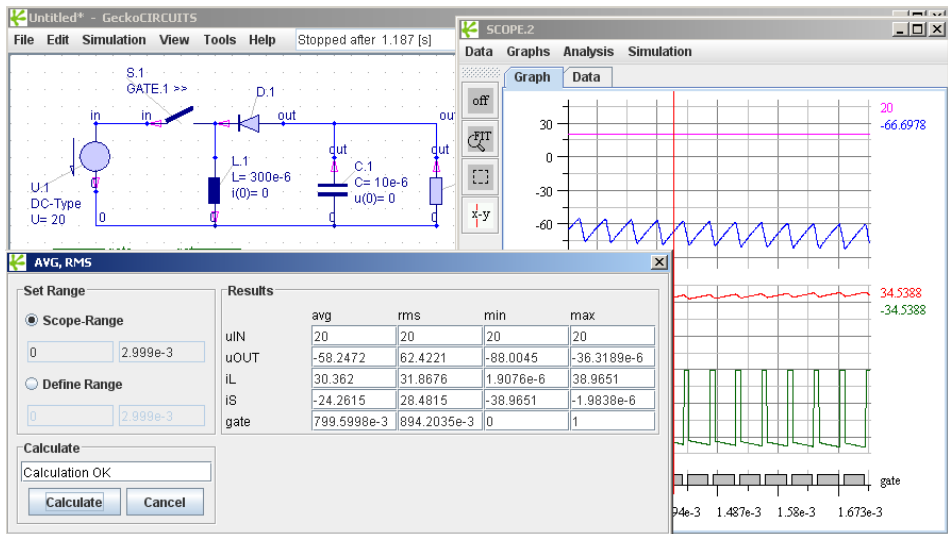 Untitled* - GeckoCIRCUITS
File Edit Simulation View Tools Help Stopped after 1.187 [s]
S.1
GATE.1 >>
D.1
in
in
out
out
out
U.1
DC-Type
U= 20
0
L.1
L= 300e-6
i(0)= 0
0
C.1
C= 10e-6
u(0)= 0
0
0
SCOPE.2
Data Graphs Analysis Simulation
Graph Data
off
FIT
x-y
30
0
-30
-60
20
-66.6978
34.5388
-34.5388
gate
94e-3 1.487e-3 1.58e-3 1.673e-3
AVG, RMS
Set Range
Scope-Range
0 2.999e-3
Define Range
0 2.999e-3
Calculate
Calculation OK
Calculate Cancel
Results
avg rms min max
uIN 20 20 20 20
uOUT -58.2472 62.4221 -88.0045 -36.3189e-6
iL 30.362 31.8676 1.9076e-6 38.9651
iS -24.2615 28.4815 -38.9651 -1.9838e-6
gate 799.5998e-3 894.2035e-3 0 1